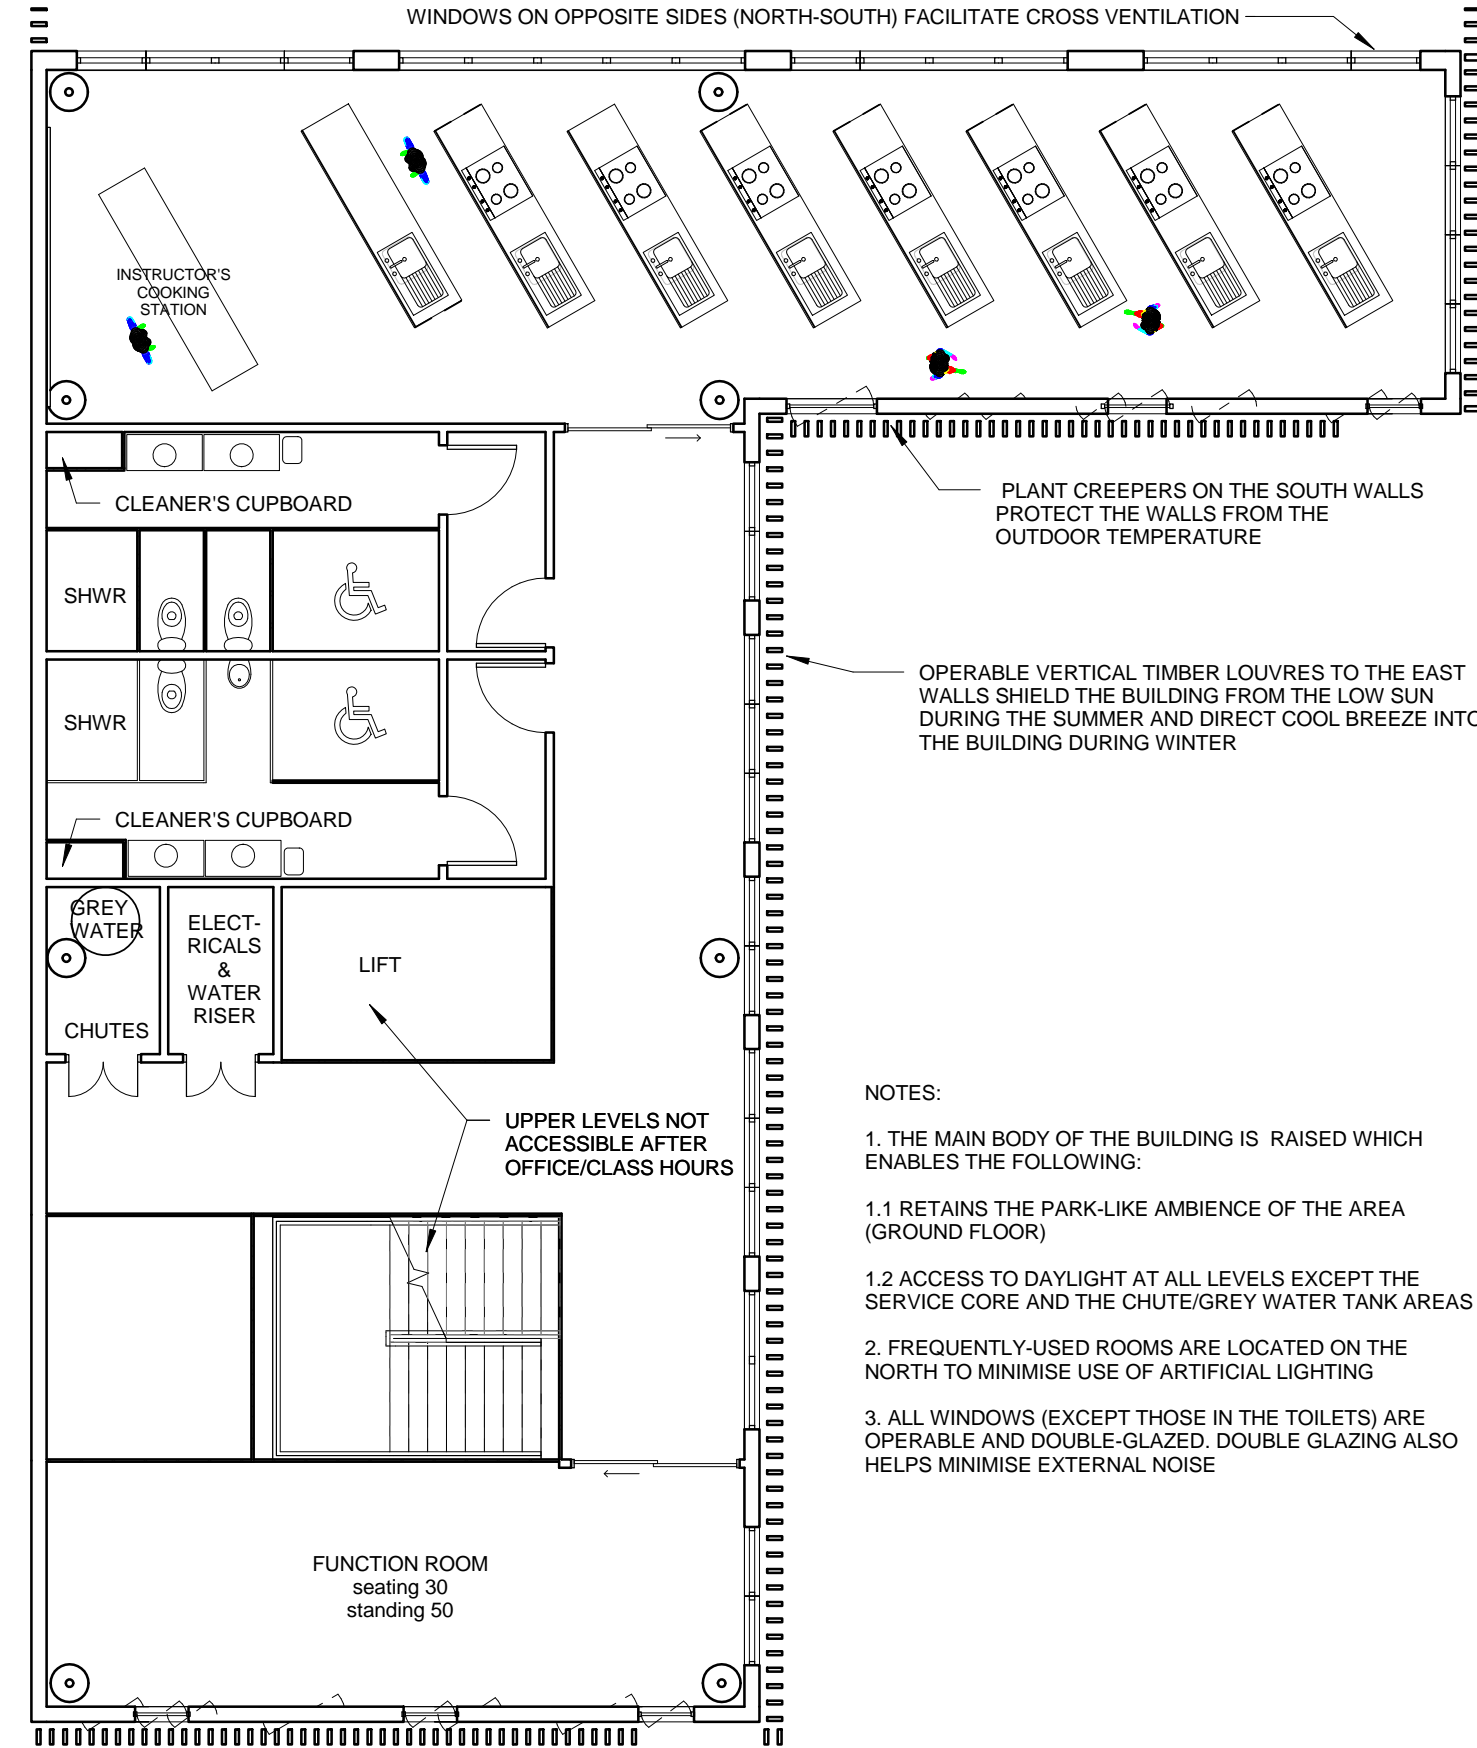 WINDOWS ON OPPOSITE SIDES (NORTH-SOUTH) FACILITATE CROSS VENTILATION
INSTRUCTOR'S
COOKING
STATION
CLEANER'S CUPBOARD
PLANT CREEPERS ON THE SOUTH WALLS
PROTECT THE WALLS FROM THE
OUTDOOR TEMPERATURE
SHWR
OPERABLE VERTICAL TIMBER LOUVRES TO THE EAST
WALLS SHIELD THE BUILDING FROM THE LOW SUN
DURING THE SUMMER AND DIRECT COOL BREEZE INTO
THE BUILDING DURING WINTER
SHWR
CLEANER'S CUPBOARD
GREY
WATER
CHUTES
ELECT-
RICALS
&
WATER
RISER
LIFT
UPPER LEVELS NOT
ACCESSIBLE AFTER
OFFICE/CLASS HOURS
NOTES:
1. THE MAIN BODY OF THE BUILDING IS RAISED WHICH
ENABLES THE FOLLOWING:
1.1 RETAINS THE PARK-LIKE AMBIENCE OF THE AREA
(GROUND FLOOR)
1.2 ACCESS TO DAYLIGHT AT ALL LEVELS EXCEPT THE
SERVICE CORE AND THE CHUTE/GREY WATER TANK AREAS
2. FREQUENTLY-USED ROOMS ARE LOCATED ON THE
NORTH TO MINIMISE USE OF ARTIFICIAL LIGHTING
3. ALL WINDOWS (EXCEPT THOSE IN THE TOILETS) ARE
OPERABLE AND DOUBLE-GLAZED. DOUBLE GLAZING ALSO
HELPS MINIMISE EXTERNAL NOISE
FUNCTION ROOM
seating 30
standing 50